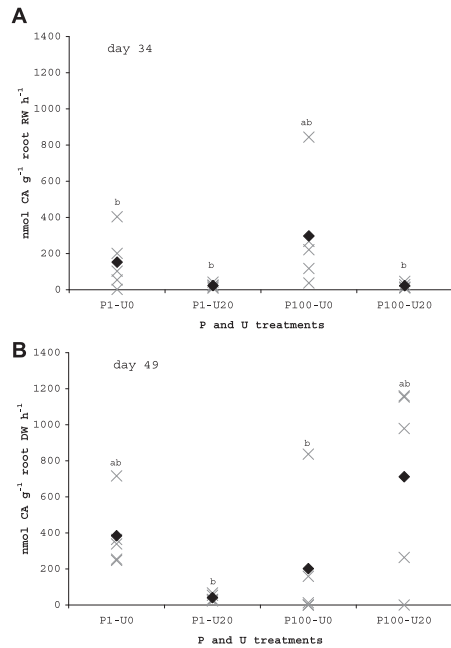 A
day 34
1400
1200
1000
800
600
400
200
0
nmol CA g⁻¹ root RW h⁻¹
b
b
ab
b
P1-U0 P1-U20 P100-U0 P100-U20
P and U treatments
B
day 49
1400
1200
1000
800
600
400
200
0
nmol CA g⁻¹ root DW h⁻¹
ab
b
b
ab
P1-U0 P1-U20 P100-U0 P100-U20
P and U treatments